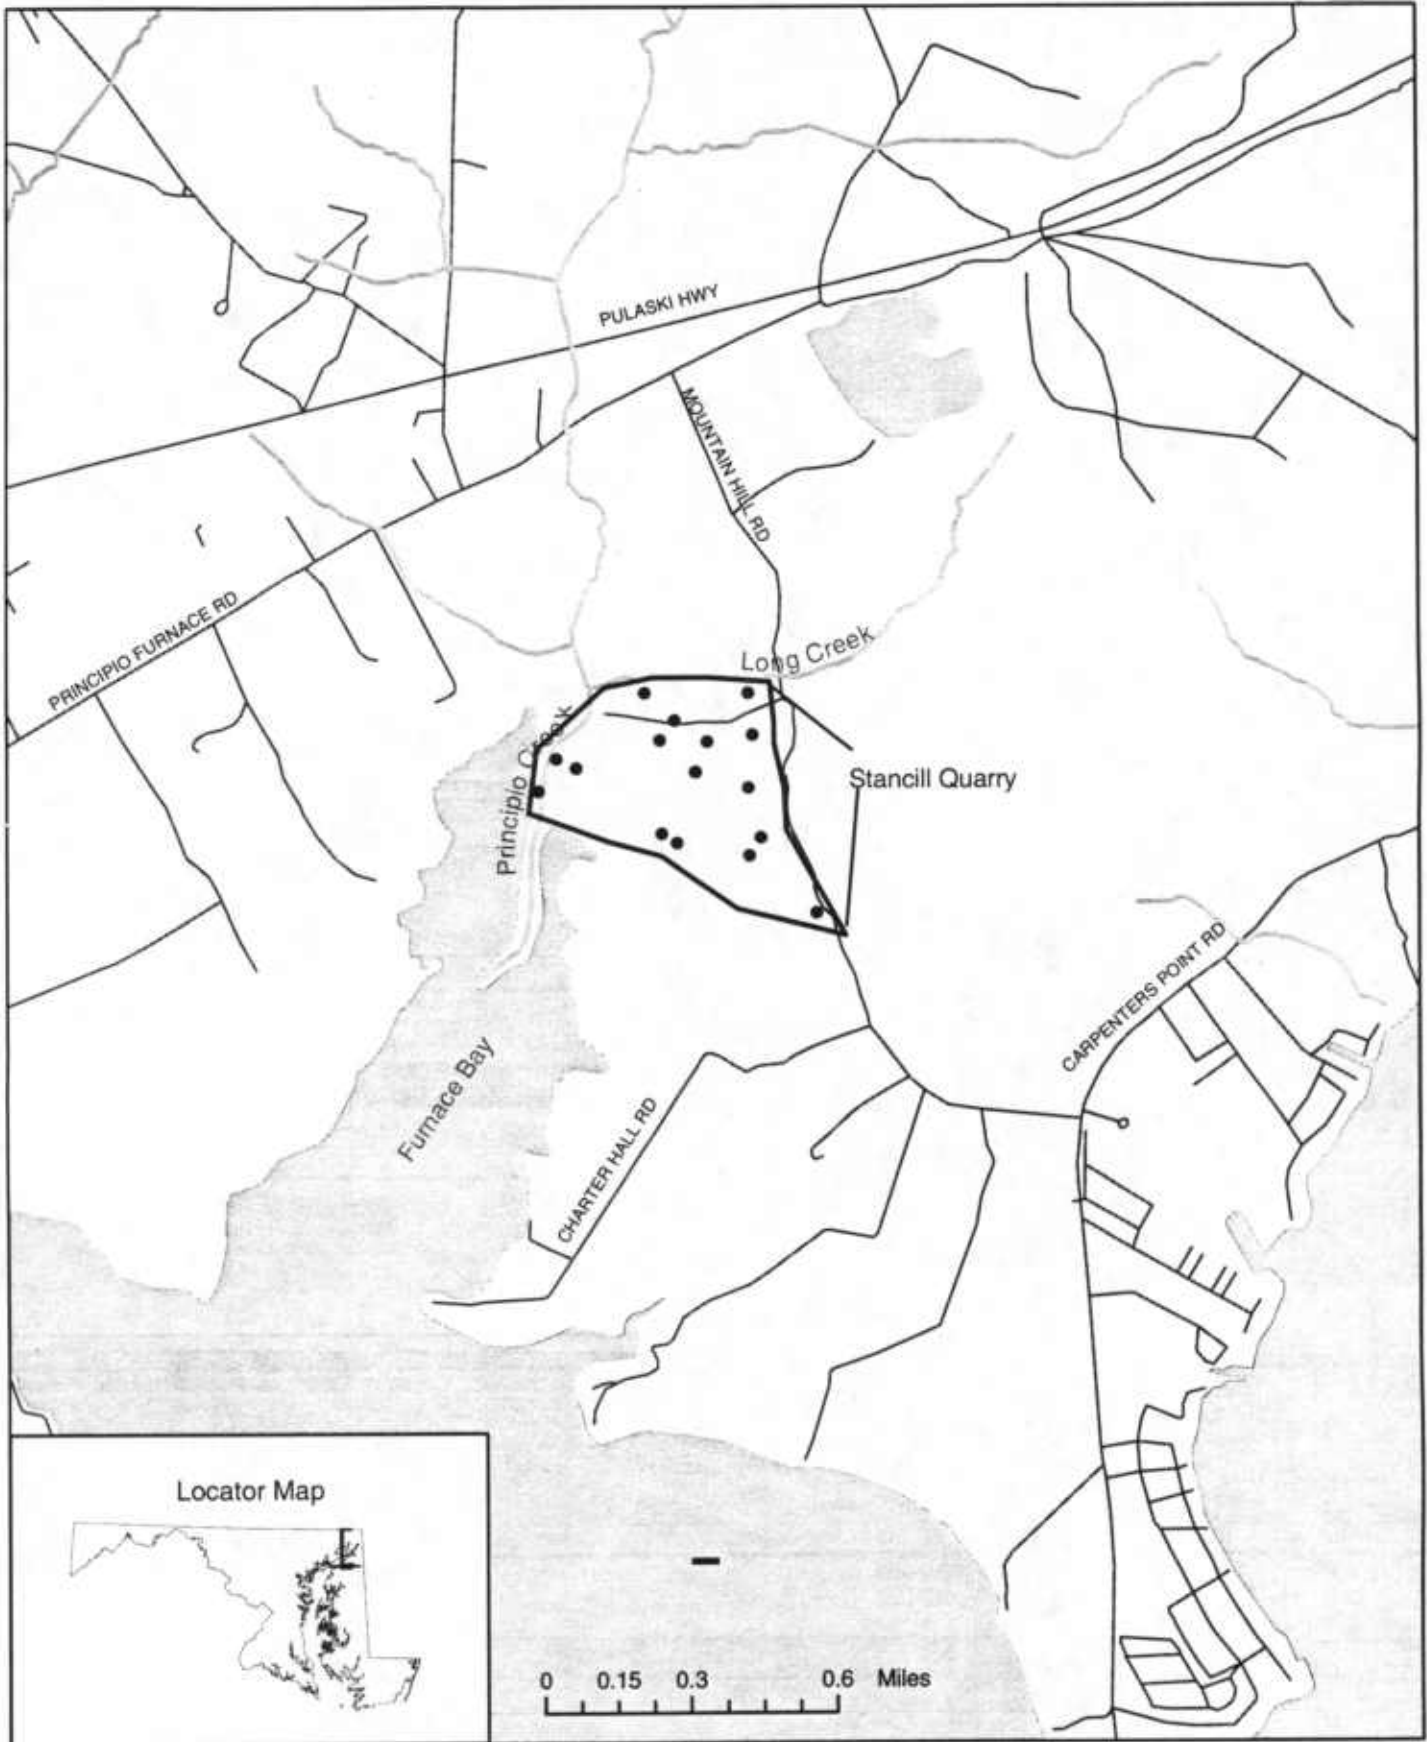 PULASKI HWY
MOUNTAIN HILL RD
PRINCIPIO FURNACE RD
Long Creek
Principio Creek
Stancill Quarry
CARPENTERS POINT RD
Furnace Bay
CHARTER HALL RD
Locator Map
0 0.15 0.3 0.6 Miles